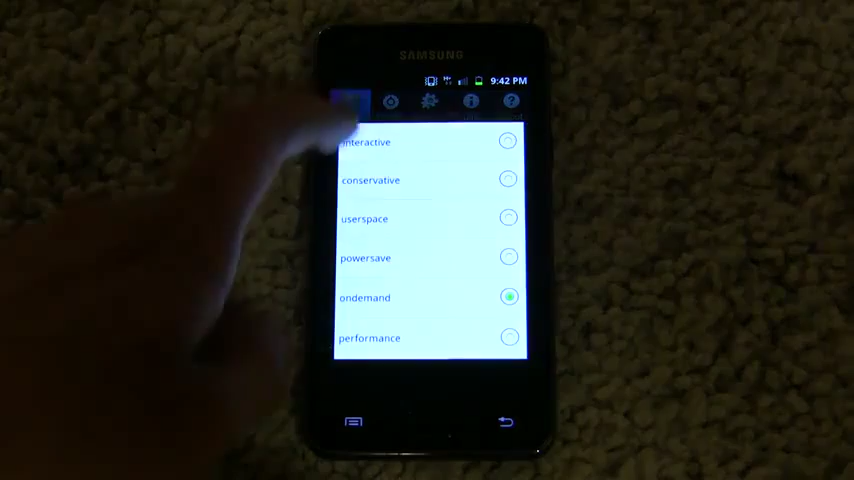 SAMSUNG
9:42 PM
interactive
conservative
userspace
powersave
ondemand
performance